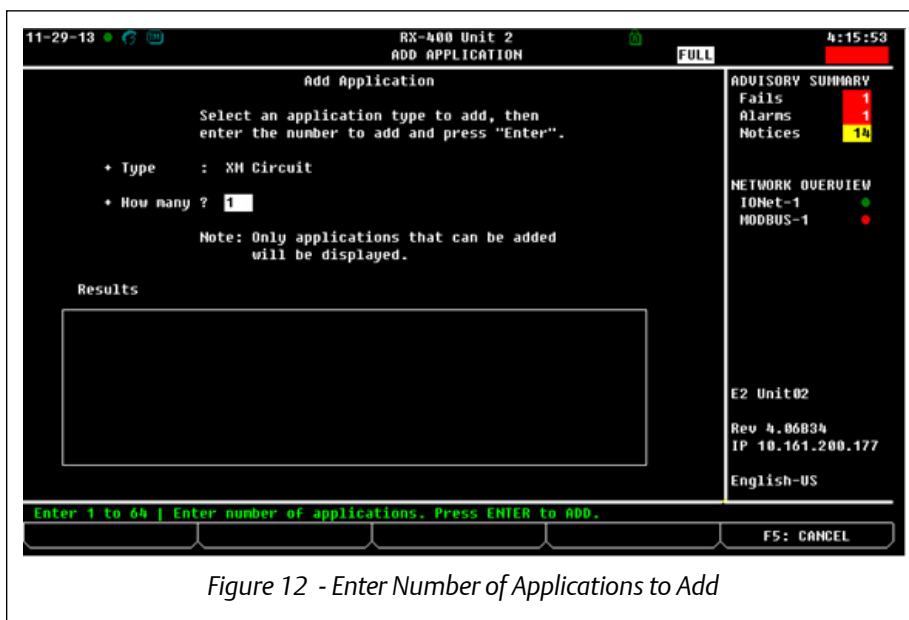 11-29-13 RX-400 Unit 2 4:15:53
ADD APPLICATION FULL
Add Application
Select an application type to add, then
enter the number to add and press "Enter".
Type : XM Circuit
How many ? 1
Note: Only applications that can be added
will be displayed.
Results
ADVISORY SUMMARY
Fails 1
Alarms 1
Notices 14
NETWORK OVERVIEW
IONet-1
MODBUS-1
E2 Unit02
Rev 4.06B34
IP 10.161.200.177
English-US
Enter 1 to 64 | Enter number of applications. Press ENTER to ADD.
F5: CANCEL
Figure 12 - Enter Number of Applications to Add